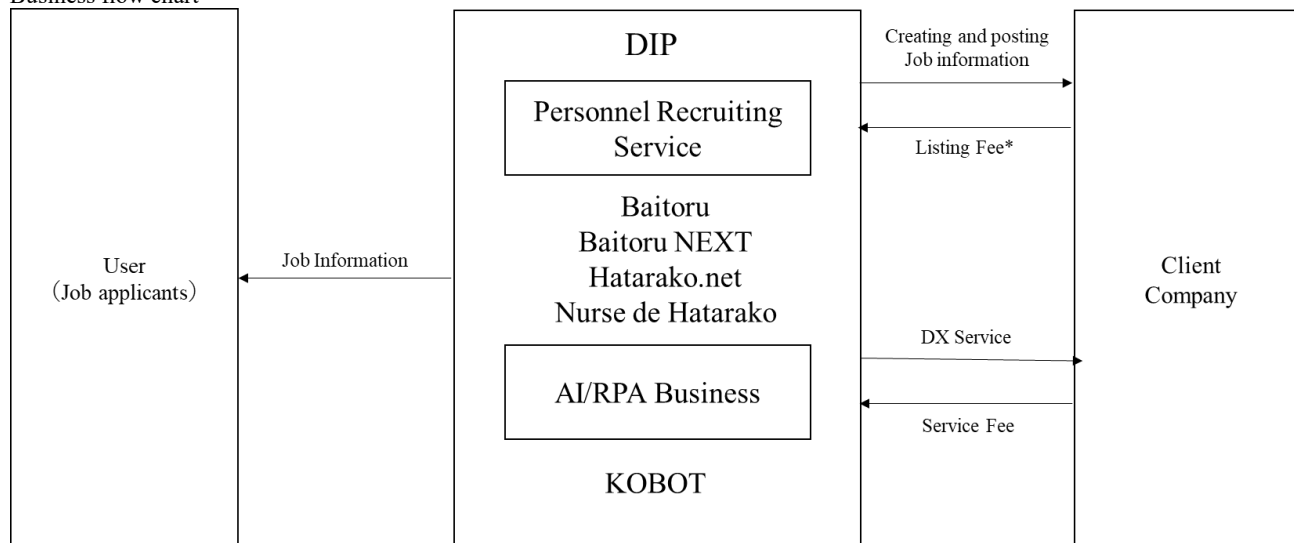 Business flow chart
User
（Job applicants）
Job Information
DIP
Personnel Recruiting
Service
Baitoru
Baitoru NEXT
Hatarako.net
Nurse de Hatarako
AI/RPA Business
KOBOT
Creating and posting
Job information
Listing Fee*
DX Service
Service Fee
Client
Company